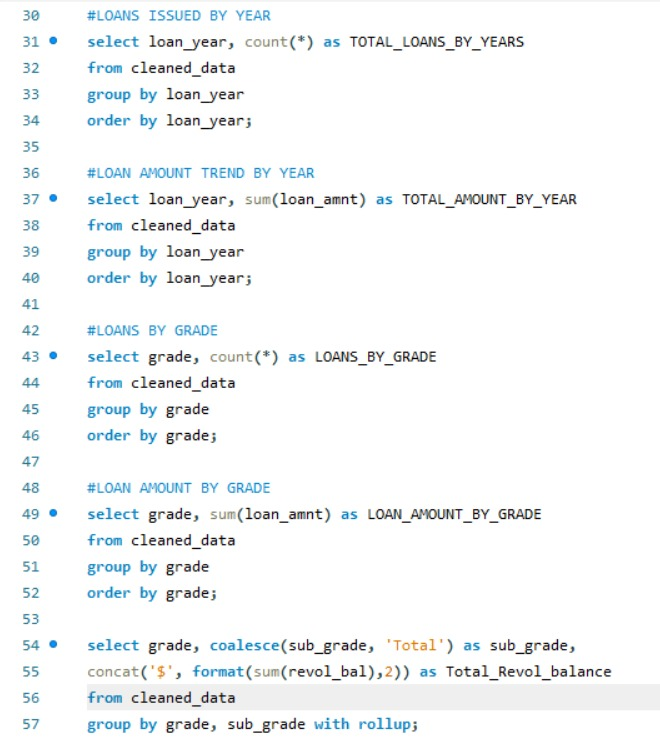 30 #LOANS ISSUED BY YEAR
31 select loan_year, count(*) as TOTAL_LOANS_BY_YEARS
32 from cleaned_data
33 group by loan_year
34 order by loan_year;
35
36 #LOAN AMOUNT TREND BY YEAR
37 select loan_year, sum(loan_amnt) as TOTAL_AMOUNT_BY_YEAR
38 from cleaned_data
39 group by loan_year
40 order by loan_year;
41
42 #LOANS BY GRADE
43 select grade, count(*) as LOANS_BY_GRADE
44 from cleaned_data
45 group by grade
46 order by grade;
47
48 #LOAN AMOUNT BY GRADE
49 select grade, sum(loan_amnt) as LOAN_AMOUNT_BY_GRADE
50 from cleaned_data
51 group by grade
52 order by grade;
53
54 select grade, coalesce(sub_grade, 'Total') as sub_grade,
55 concat('$', format(sum(revol_bal),2)) as Total_Revol_balance
56 from cleaned_data
57 group by grade, sub_grade with rollup;